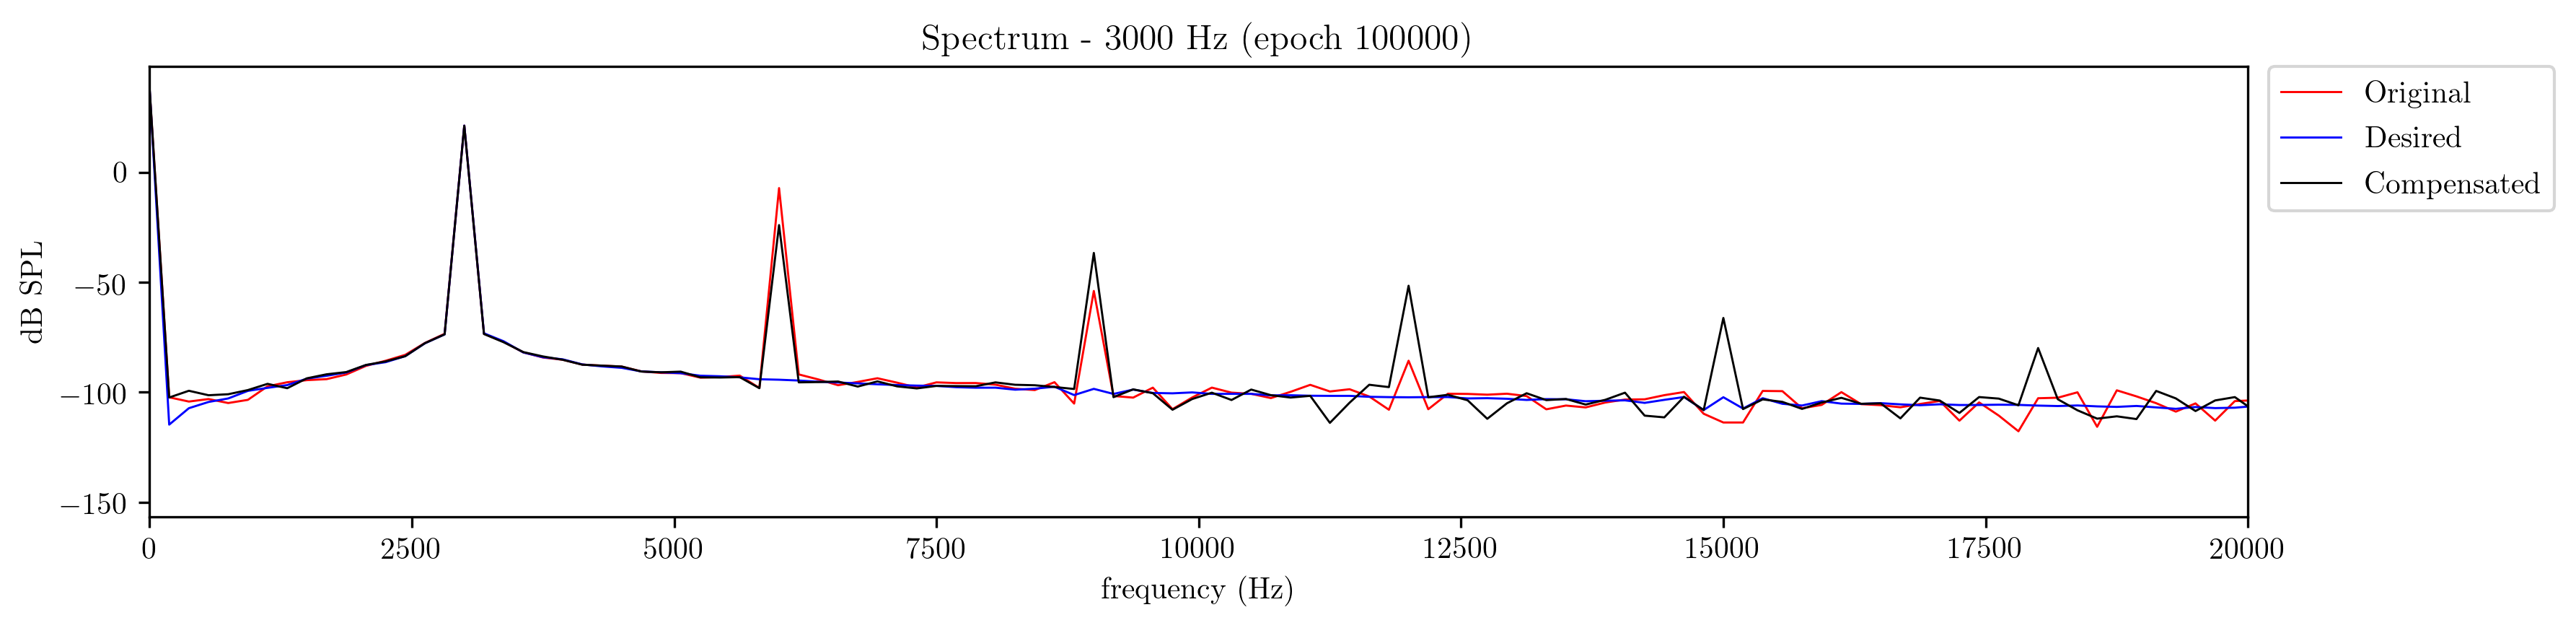 Spectrum - 3000 Hz (epoch 100000)
Original
Desired
Compensated
dB SPL
0
−50
−100
−150
0
2500
5000
7500
10000
12500
15000
17500
20000
frequency (Hz)